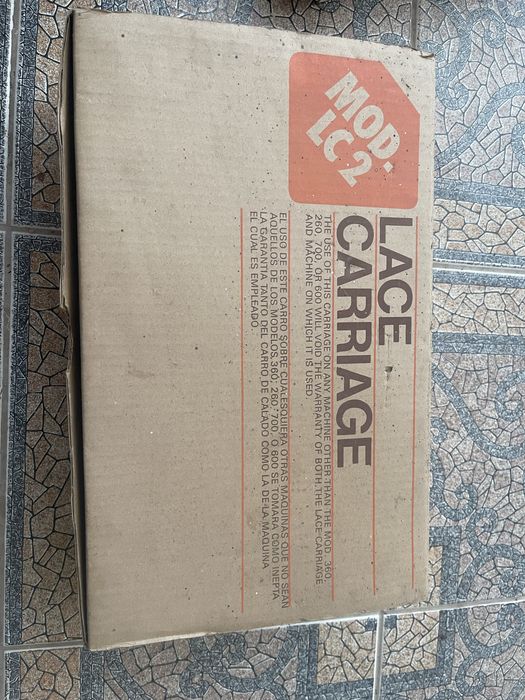 MOD.
LC2
LACE
CARRIAGE
THE USE OF THIS CARRIAGE ON ANY MACHINE OTHER THAN THE MOD. 360,
260, 700, OR 600 WILL VOID THE WARRANTY OF BOTH THE LACE CARRIAGE
AND MACHINE ON WHICH IT IS USED.
EL USO DE ESTE CARRO SOBRE CUALESQUIERA OTRAS MAQUINAS QUE NO SEAN
AQUELLOS DE LOS MODELOS 360, 260, 700, O 600 SE TOMARA COMO INEPTA
LA GARANTIA TANTO DEL CARRO DE CALADO COMO LA DE LA MAQUINA
EL CUAL ES EMPLEADO.